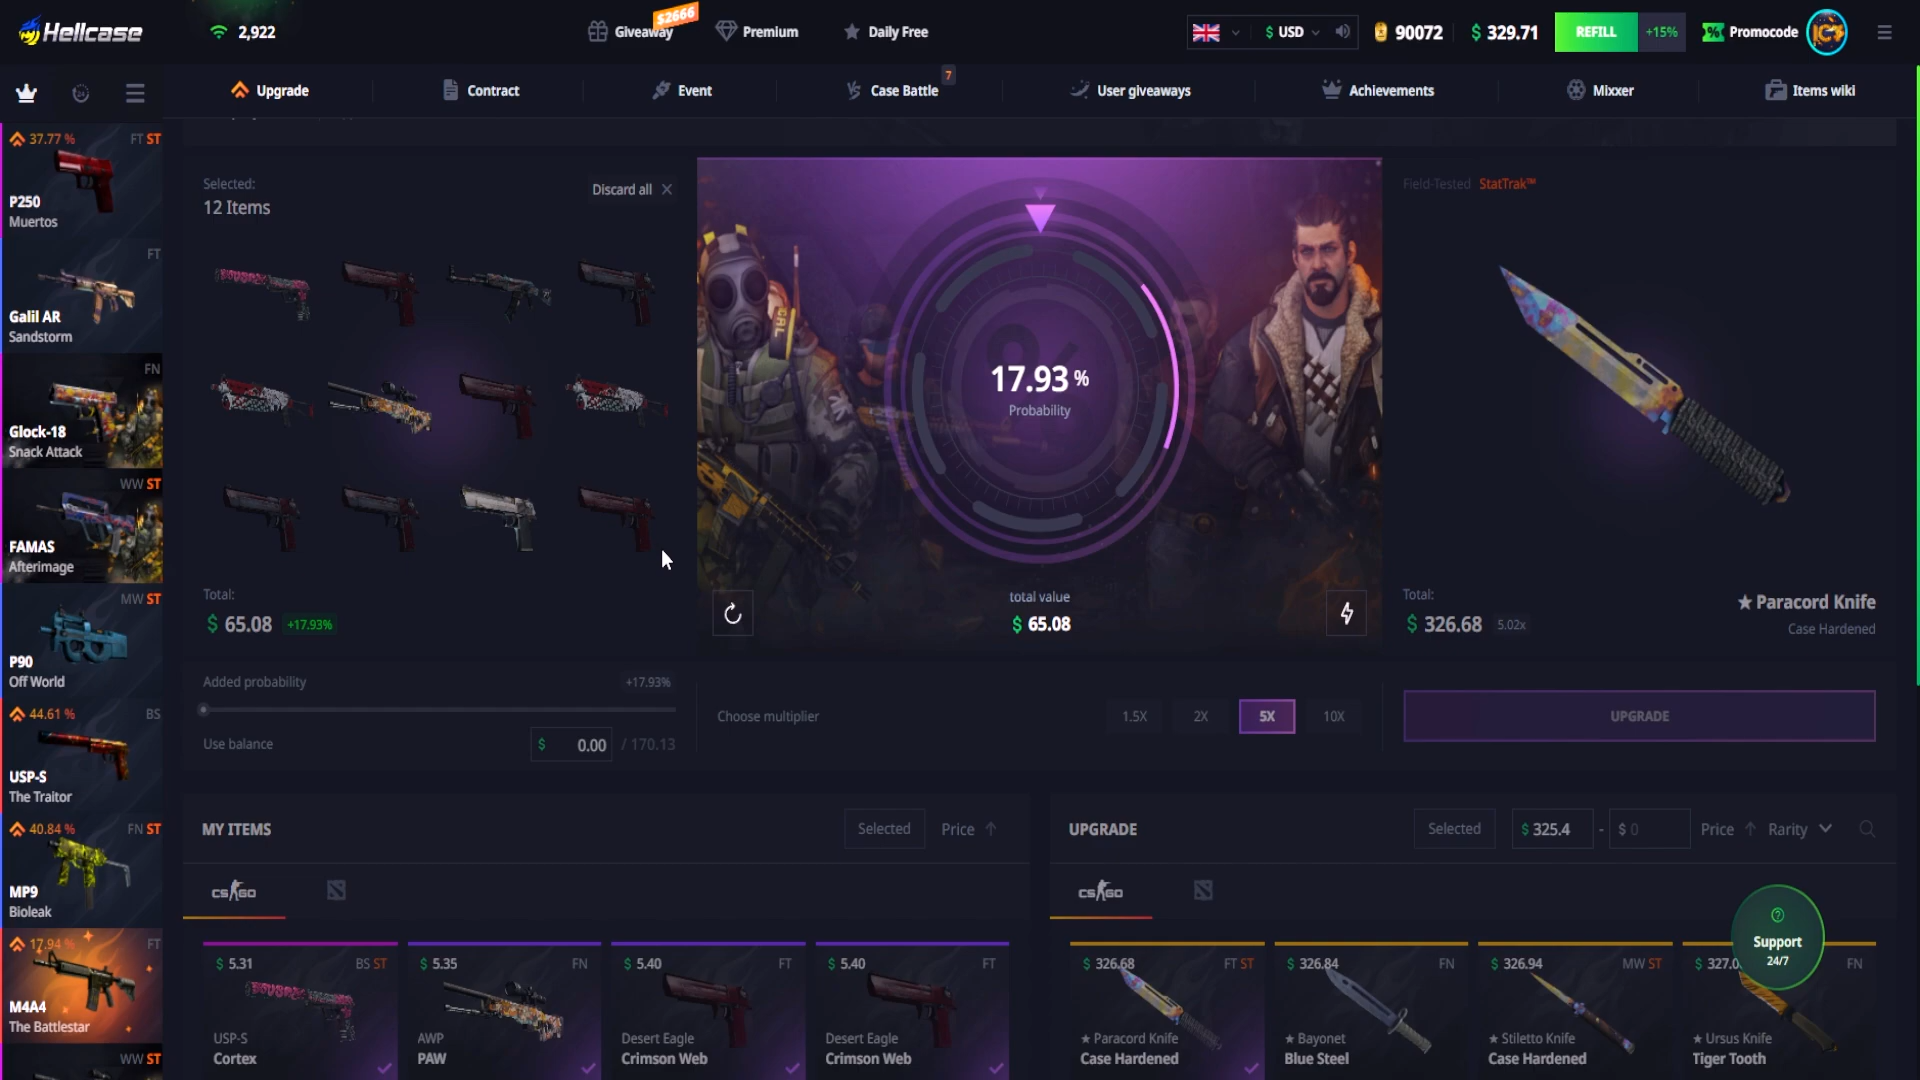 Hellcase
2,922
Giveaway
$2666
Premium
Daily Free
$ USD
90072
$ 329.71
REFILL
+15%
Promocode
Upgrade
Contract
Event
Case Battle
7
User giveaways
Achievements
Mixxer
Items wiki
37.77 %
FT ST
P250
Muertos
FT
Galil AR
Sandstorm
FN
Glock-18
Snack Attack
WW ST
FAMAS
Afterimage
MW ST
P90
Off World
44.61 %
BS
USP-S
The Traitor
40.84 %
FN ST
MP9
Bioleak
17.94 %
FT
M4A4
The Battlestar
WW ST
Selected:
12 Items
Discard all
Total:
$ 65.08
+17.93%
17.93 %
Probability
total value
$ 65.08
Field-Tested StatTrak™
Total:
$ 326.68
5.02x
★ Paracord Knife
Case Hardened
Added probability
+17.93%
Use balance
$ 0.00 / 170.13
Choose multiplier
1.5X
2X
5X
10X
UPGRADE
MY ITEMS
Selected
Price
CS GO
$ 5.31
BS ST
USP-S
Cortex
$ 5.35
FN
AWP
PAW
$ 5.40
FT
Desert Eagle
Crimson Web
$ 5.40
FT
Desert Eagle
Crimson Web
UPGRADE
Selected
$ 325.4 - $ 0
Price
Rarity
CS GO
$ 326.68
FT ST
★ Paracord Knife
Case Hardened
$ 326.84
FN
★ Bayonet
Blue Steel
$ 326.94
MW ST
★ Stiletto Knife
Case Hardened
$ 327.0
FN
★ Ursus Knife
Tiger Tooth
Support
24/7